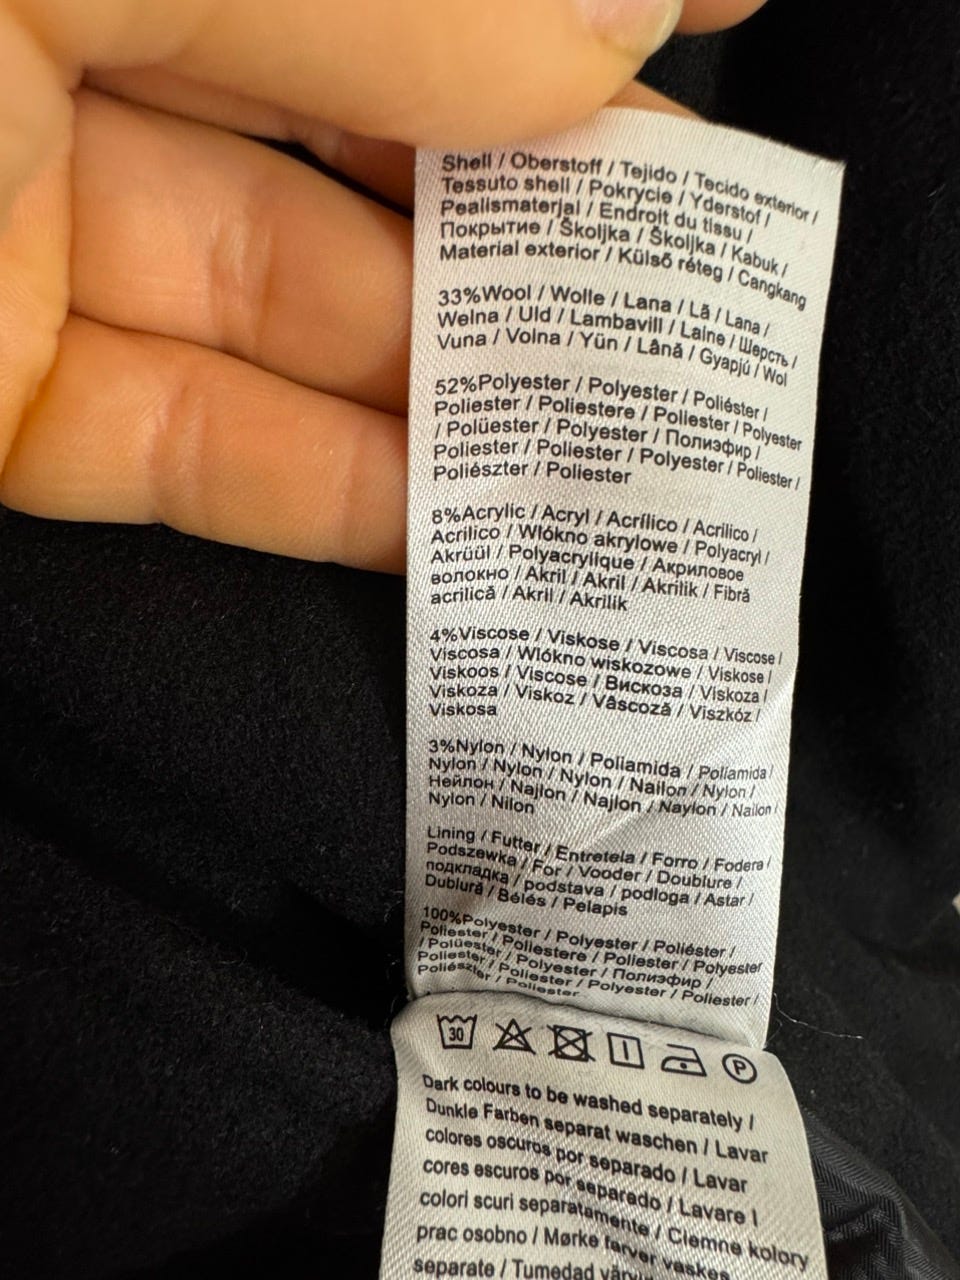 Shell / Oberstoff / Tejido / Tecido exterior /
Tessuto shell / Pokrycie / Yderstof /
Pealismaterjal / Endroit du tissu /
Покрытие / Školjka / Školjka / Kabuk /
Material exterior / Külső réteg / Cangkang
33%Wool / Wolle / Lana / Lã / Lana /
Wełna / Uld / Lambavill / Laine / Шерсть /
Vuna / Volna / Yün / Lână / Gyapjú / Wol
52%Polyester / Polyester / Poliéster /
Poliester / Poliestere / Poliester / Polyester
/ Polüester / Polyester / Полиэфир /
Poliester / Poliester / Polyester / Poliester /
Poliészter / Poliester
8%Acrylic / Acryl / Acrílico / Acrilico /
Acrilico / Włókno akrylowe / Polyacryl /
Akrüül / Polyacrylique / Акриловое
волокно / Akril / Akril / Akrilik / Fibră
acrilică / Akril / Akrilik
4%Viscose / Viskose / Viscosa / Viscose /
Viscosa / Włókno wiskozowe / Viskose /
Viskoos / Viscose / Вискоза / Viskoza /
Viskoza / Viskoz / Vâscoză / Viszkóz /
Viskosa
3%Nylon / Nylon / Poliamida / Poliamida /
Nylon / Nylon / Nylon / Nailon / Nylon /
Нейлон / Najlon / Najlon / Naylon / Nailon /
Nylon / Nilon
Lining / Futter / Entretela / Forro / Fodera /
Podszewka / For / Vooder / Doublure /
подкладка / podstava / podloga / Astar /
Dublură / Bélés / Pelapis
100%Polyester / Polyester / Poliéster /
Poliester / Poliestere / Poliester / Polyester
/ Polüester / Polyester / Полиэфир /
Poliester / Poliester / Polyester / Poliester /
Poliészter / Poliester
30 P
Dark colours to be washed separately /
Dunkle Farben separat waschen / Lavar
colores oscuros por separado / Lavar
cores escuros por separado / Lavare I
colori scuri separatamente / Ciemne kolory
prac osobno / Mørke farver vaskes
separate / Tumedad